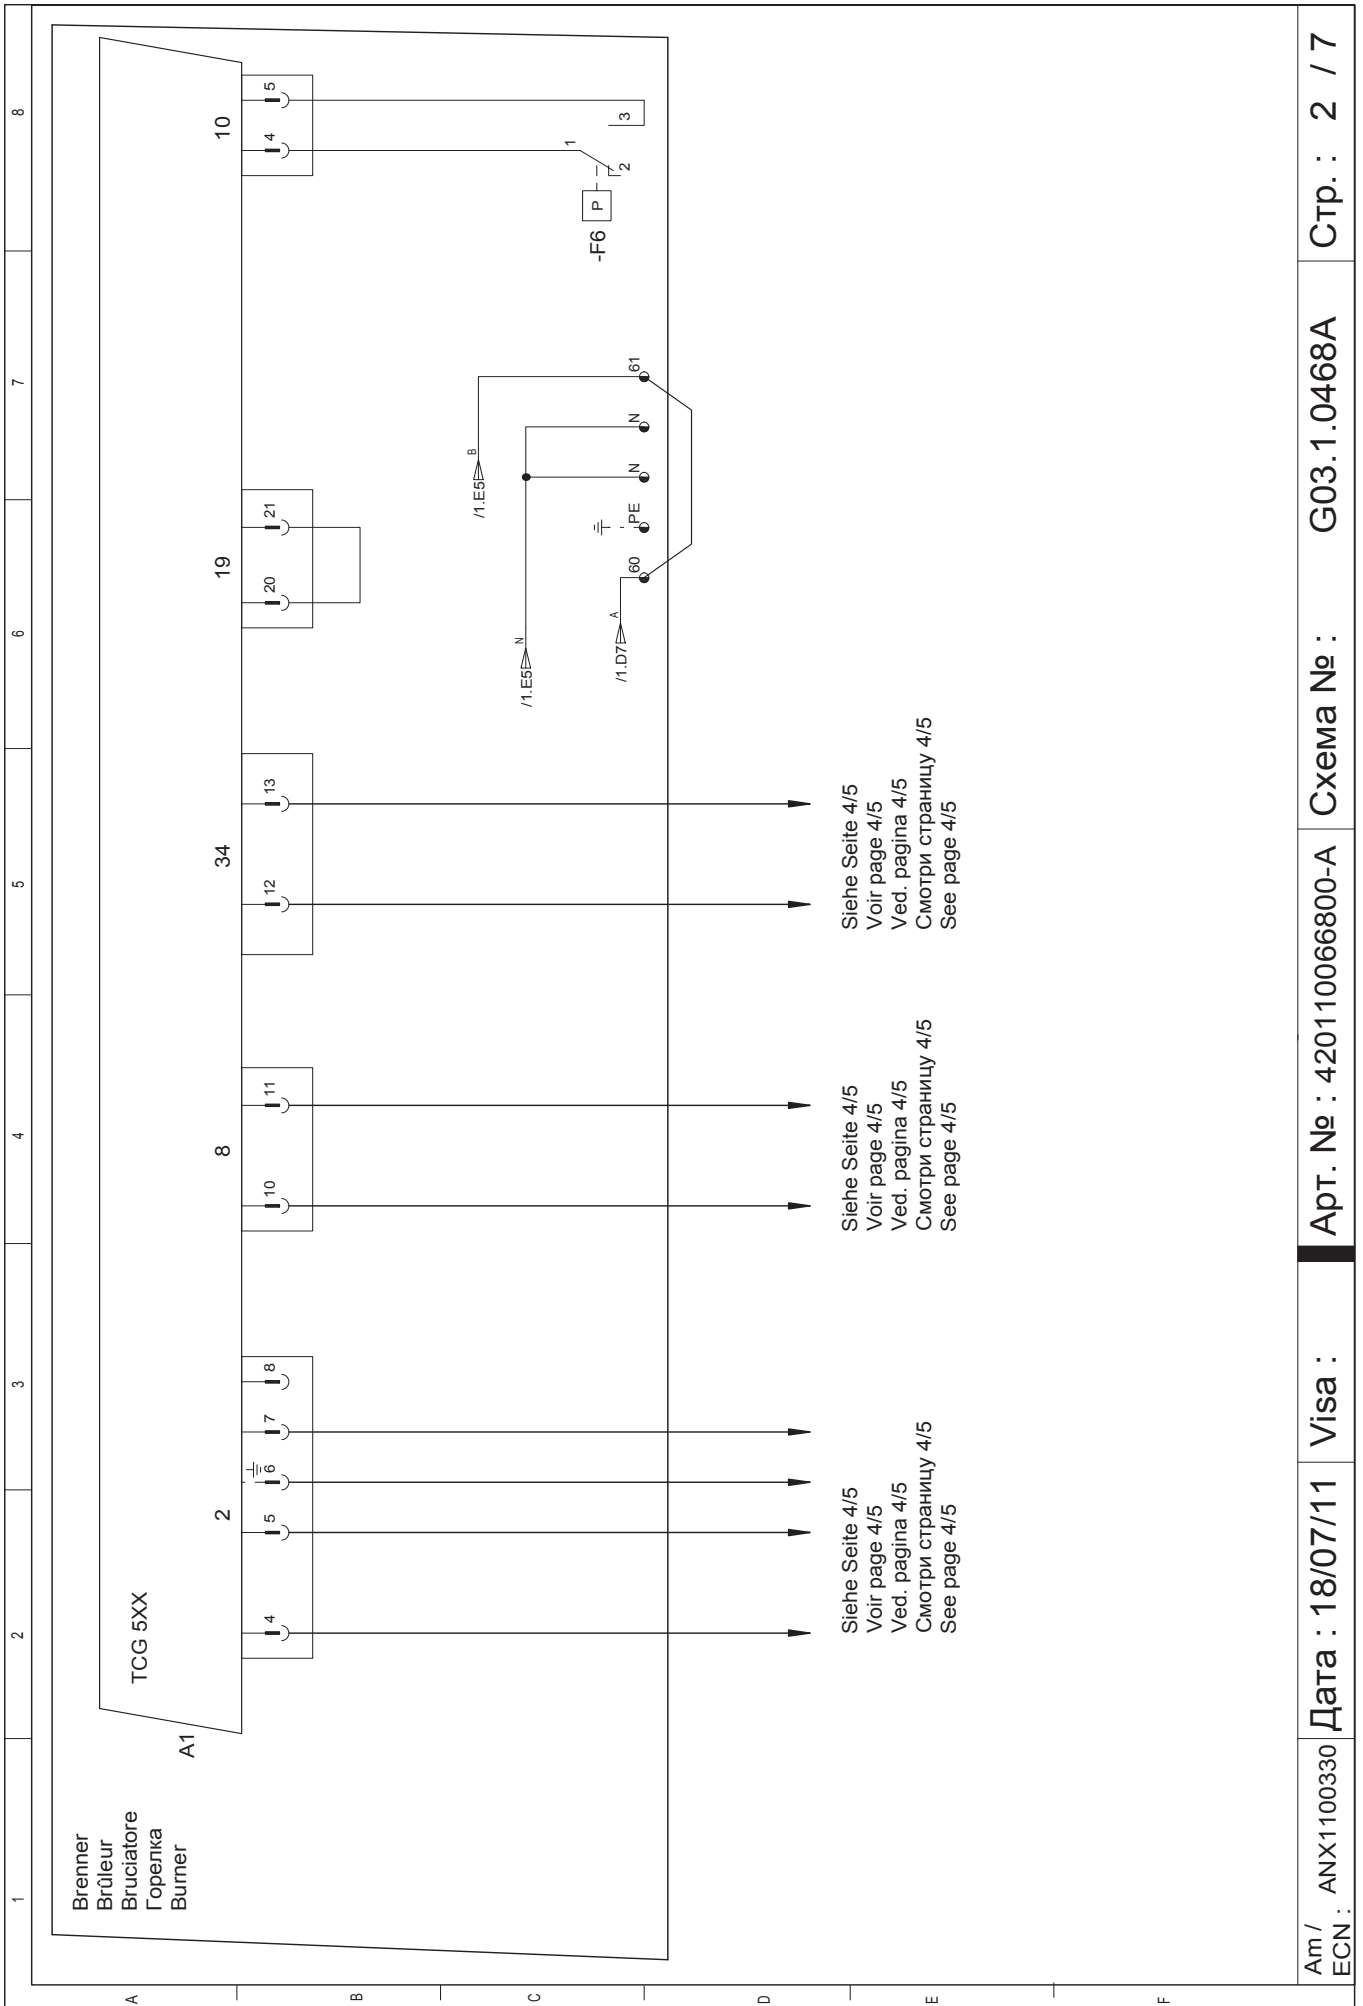 1 2 3 4 5 6 7 8
A
B
C
D
E
F
Brenner
Brûleur
Bruciatore
Горелка
Burner
A1
TCG 5XX
2
8
34
19
10
4 5 6 7 8
10 11
12 13
20 21
4 5
/1.E5 B
/1.E5 N
/1.D7 A
60 PE N N 61
-F6
P
1
2
3
Siehe Seite 4/5
Voir page 4/5
Ved. pagina 4/5
Смотри страницу 4/5
See page 4/5
Siehe Seite 4/5
Voir page 4/5
Ved. pagina 4/5
Смотри страницу 4/5
See page 4/5
Siehe Seite 4/5
Voir page 4/5
Ved. pagina 4/5
Смотри страницу 4/5
See page 4/5
Am /
ECN : ANX1100330
Дата : 18/07/11
Visa :
Арт. № : 420110066800-A
Схема № : G03.1.0468A
Стр. : 2 / 7